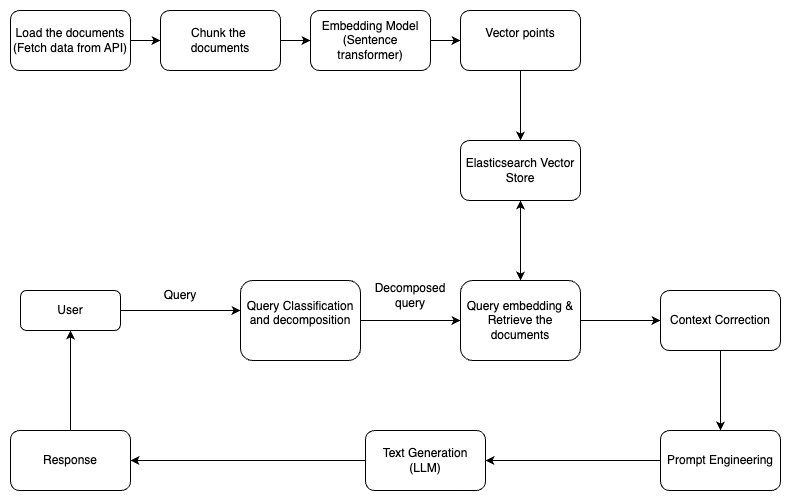 Load the documents
(Fetch data from API)
Chunk the
documents
Embedding Model
(Sentence
transformer)
Vector points
Elasticsearch Vector
Store
User
Query
Query Classification
and decomposition
Decomposed
query
Query embedding &
Retrieve the
documents
Context Correction
Response
Text Generation
(LLM)
Prompt Engineering